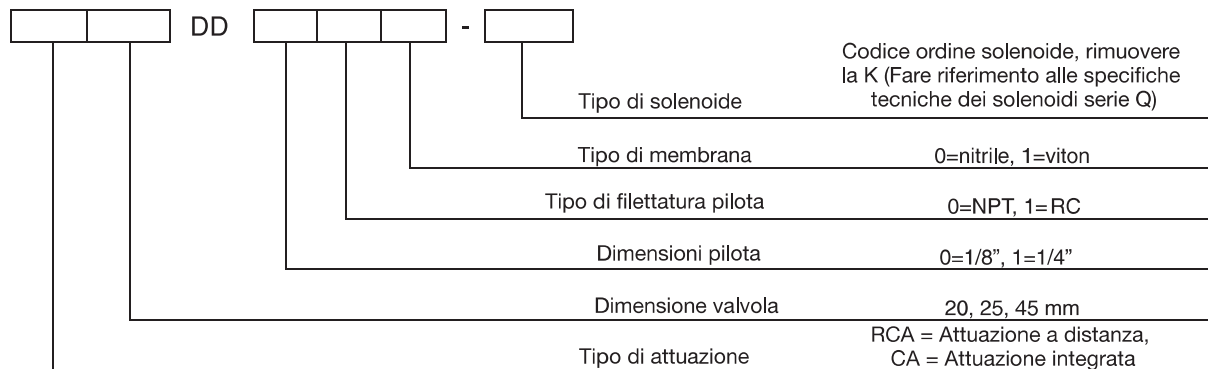 DD -
Codice ordine solenoide, rimuovere
la K (Fare riferimento alle specifiche
Tipo di solenoide tecniche dei solenoidi serie Q)
Tipo di membrana 0=nitrile, 1=viton
Tipo di filettatura pilota 0=NPT, 1=RC
Dimensioni pilota 0=1/8”, 1=1/4”
Dimensione valvola 20, 25, 45 mm
RCA = Attuazione a distanza,
Tipo di attuazione CA = Attuazione integrata